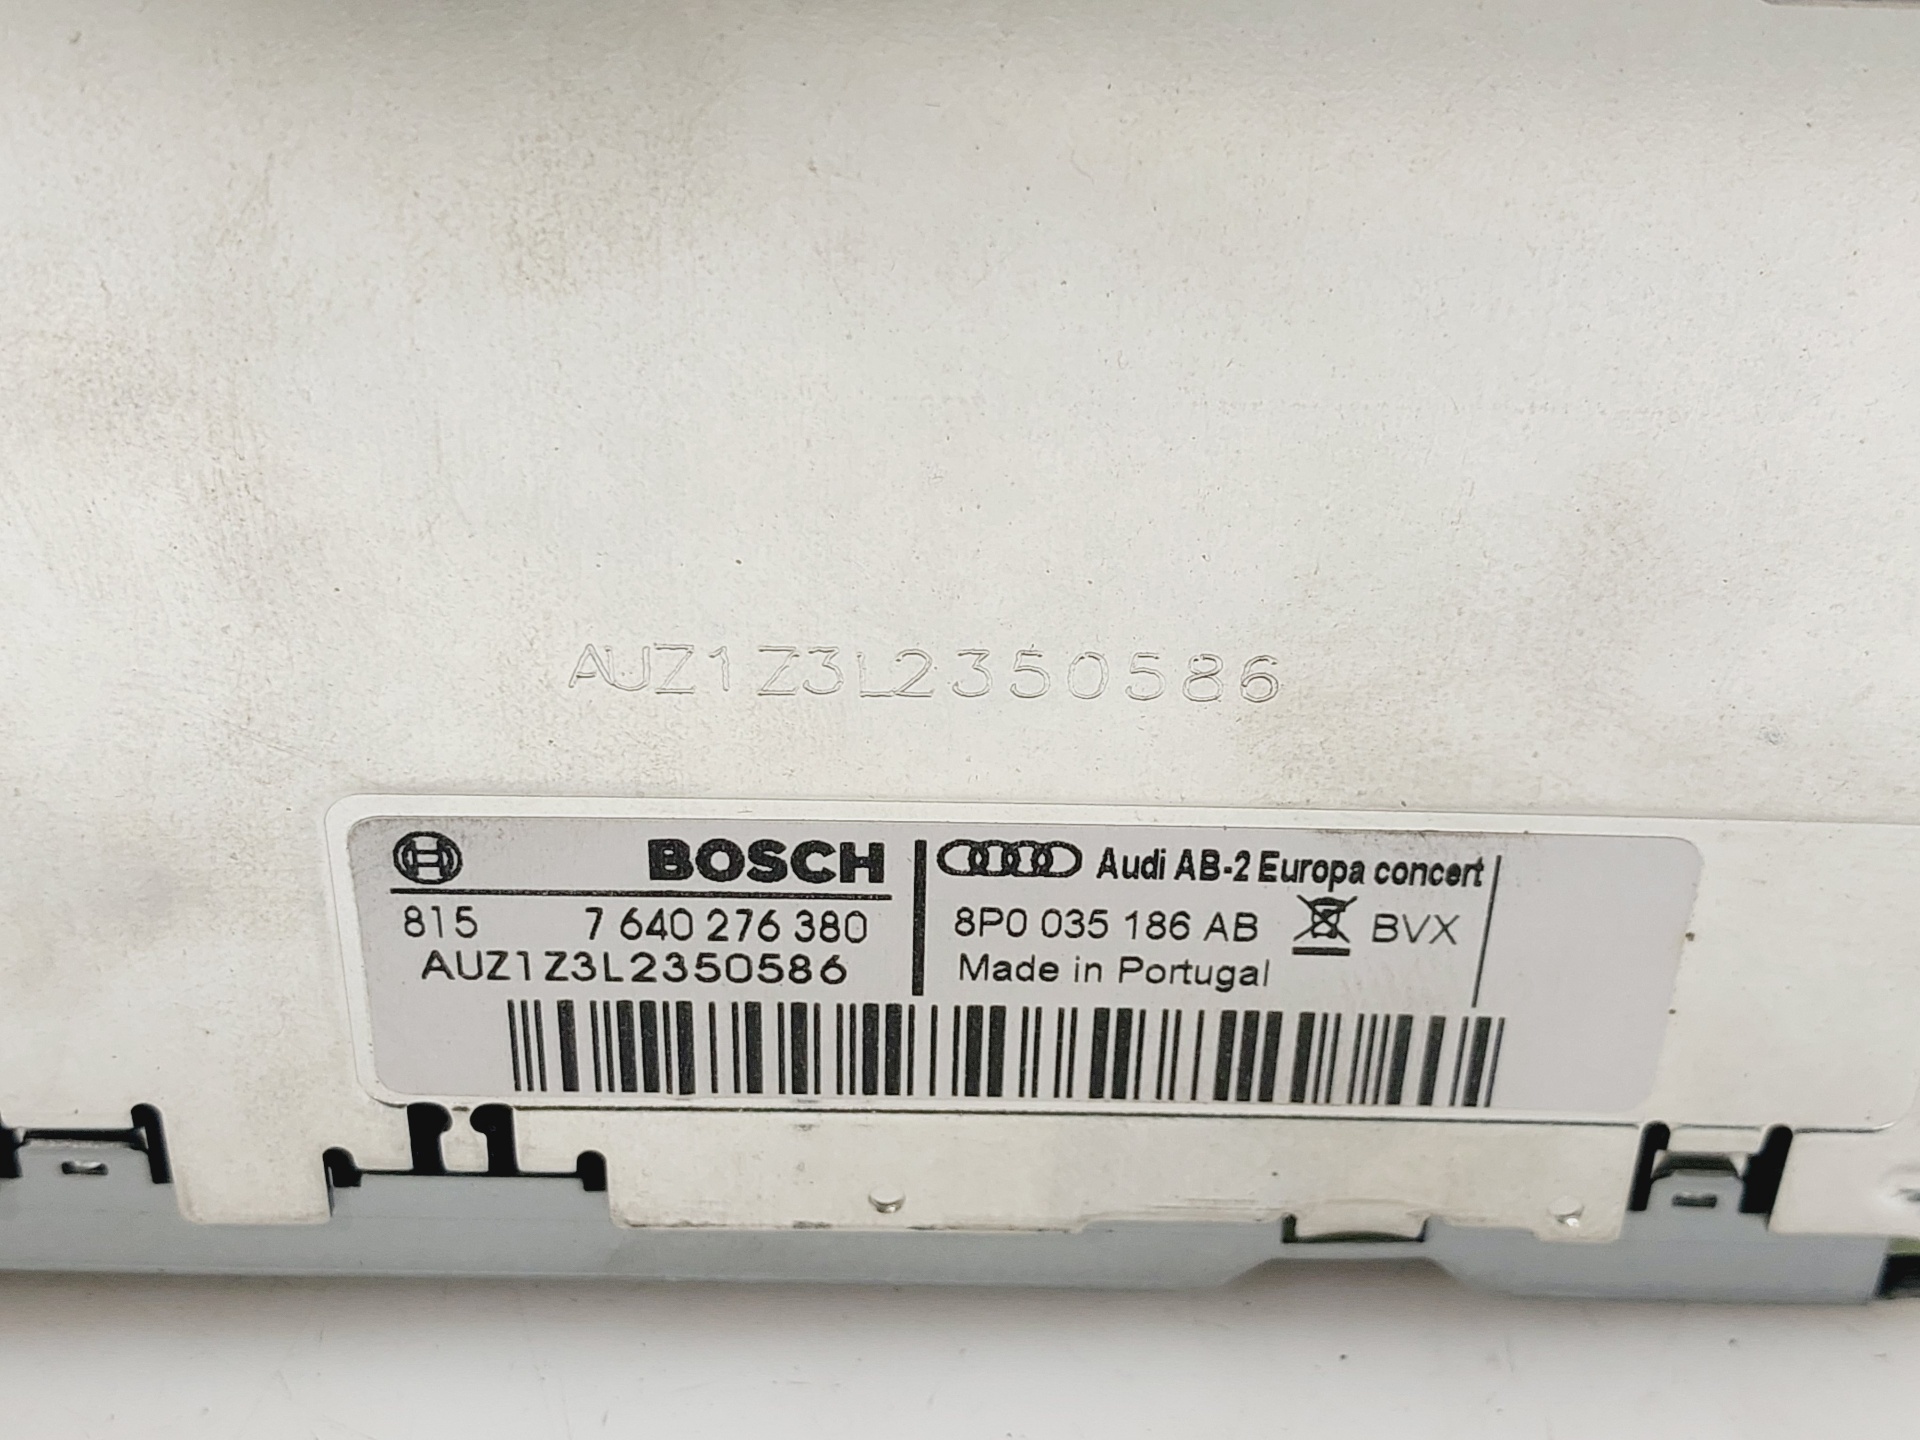 AUZ1Z3L2350586
BOSCH
815 7 640 276 380
AUZ1Z3L2350586
Audi AB-2 Europa concert
8P0 035 186 AB BVX
Made in Portugal